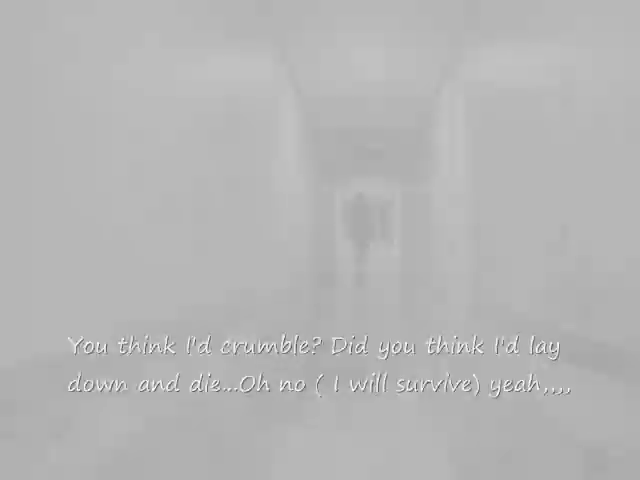 You think I'd crumble? Did you think I'd lay
down and die...Oh no ( I will survive) yeah,,,,